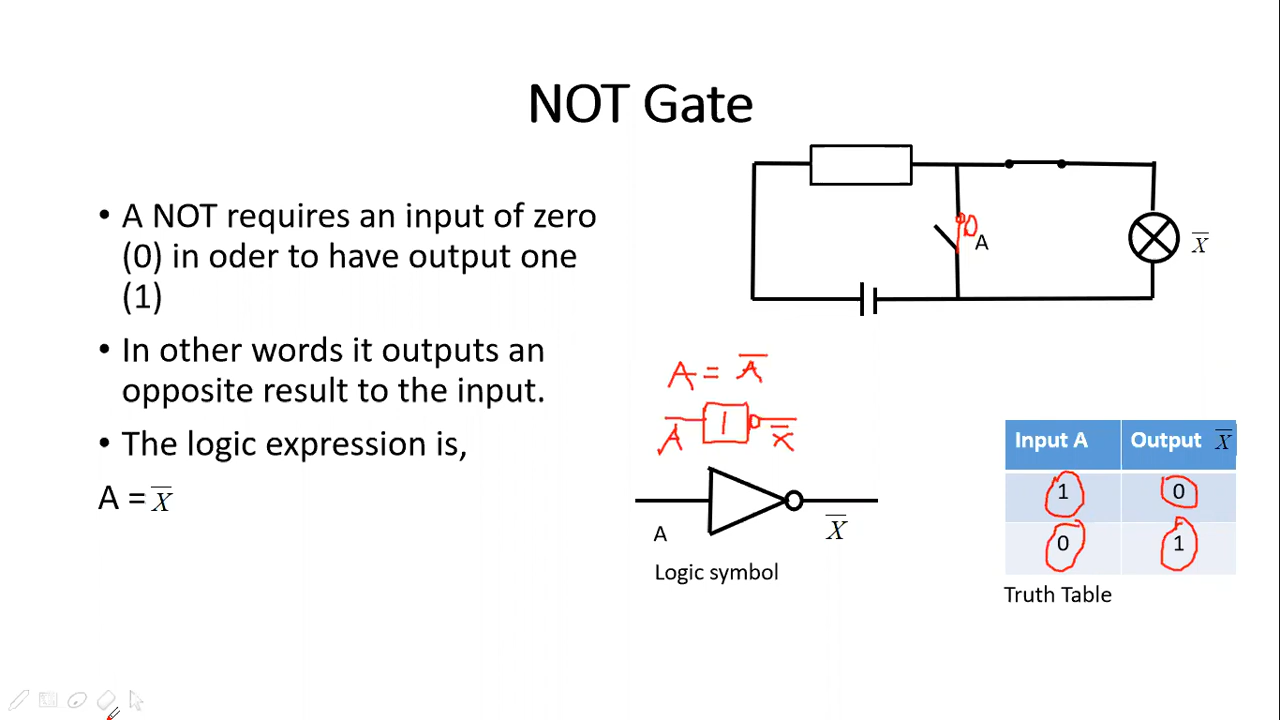 NOT Gate
• A NOT requires an input of zero
(0) in oder to have output one
(1)
• In other words it outputs an
opposite result to the input.
• The logic expression is,
A = X̅
0
A
X̅
A = A̅
A 1 X̅
A X̅
Logic symbol
Input A Output X̅
1 0
0 1
Truth Table